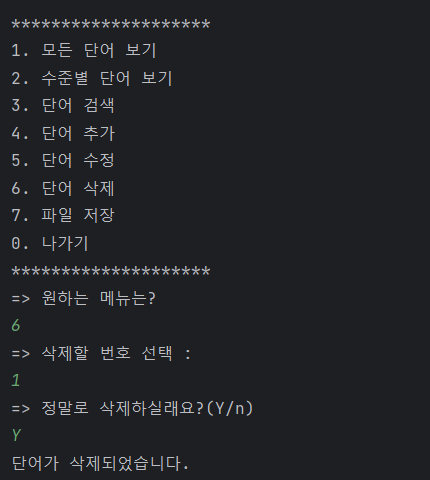 ********************
1. 모든 단어 보기
2. 수준별 단어 보기
3. 단어 검색
4. 단어 추가
5. 단어 수정
6. 단어 삭제
7. 파일 저장
0. 나가기
********************
=> 원하는 메뉴는?
6
=> 삭제할 번호 선택 :
1
=> 정말로 삭제하실래요?(Y/n)
Y
단어가 삭제되었습니다.